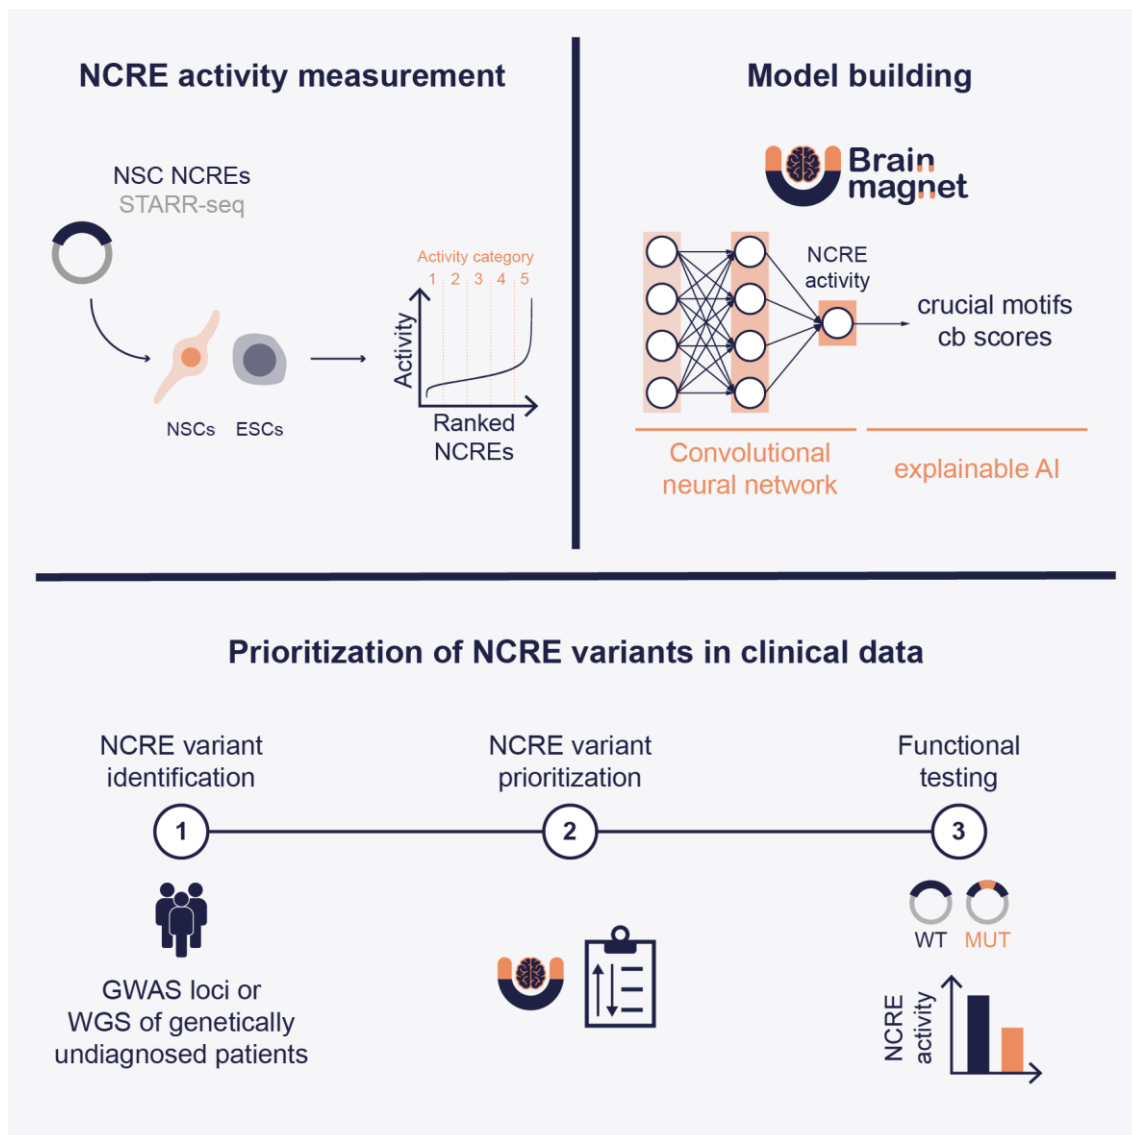 NCRE activity measurement
NSC NCREs
STARR-seq
NSCs
ESCs
Activity category
1 2 3 4 5
Activity
Ranked
NCREs
Model building
Brain
magnet
NCRE
activity
crucial motifs
cb scores
Convolutional
neural network
explainable AI
Prioritization of NCRE variants in clinical data
NCRE variant
identification
1
GWAS loci or
WGS of genetically
undiagnosed patients
NCRE variant
prioritization
2
Functional
testing
3
WT
MUT
NCRE
activity